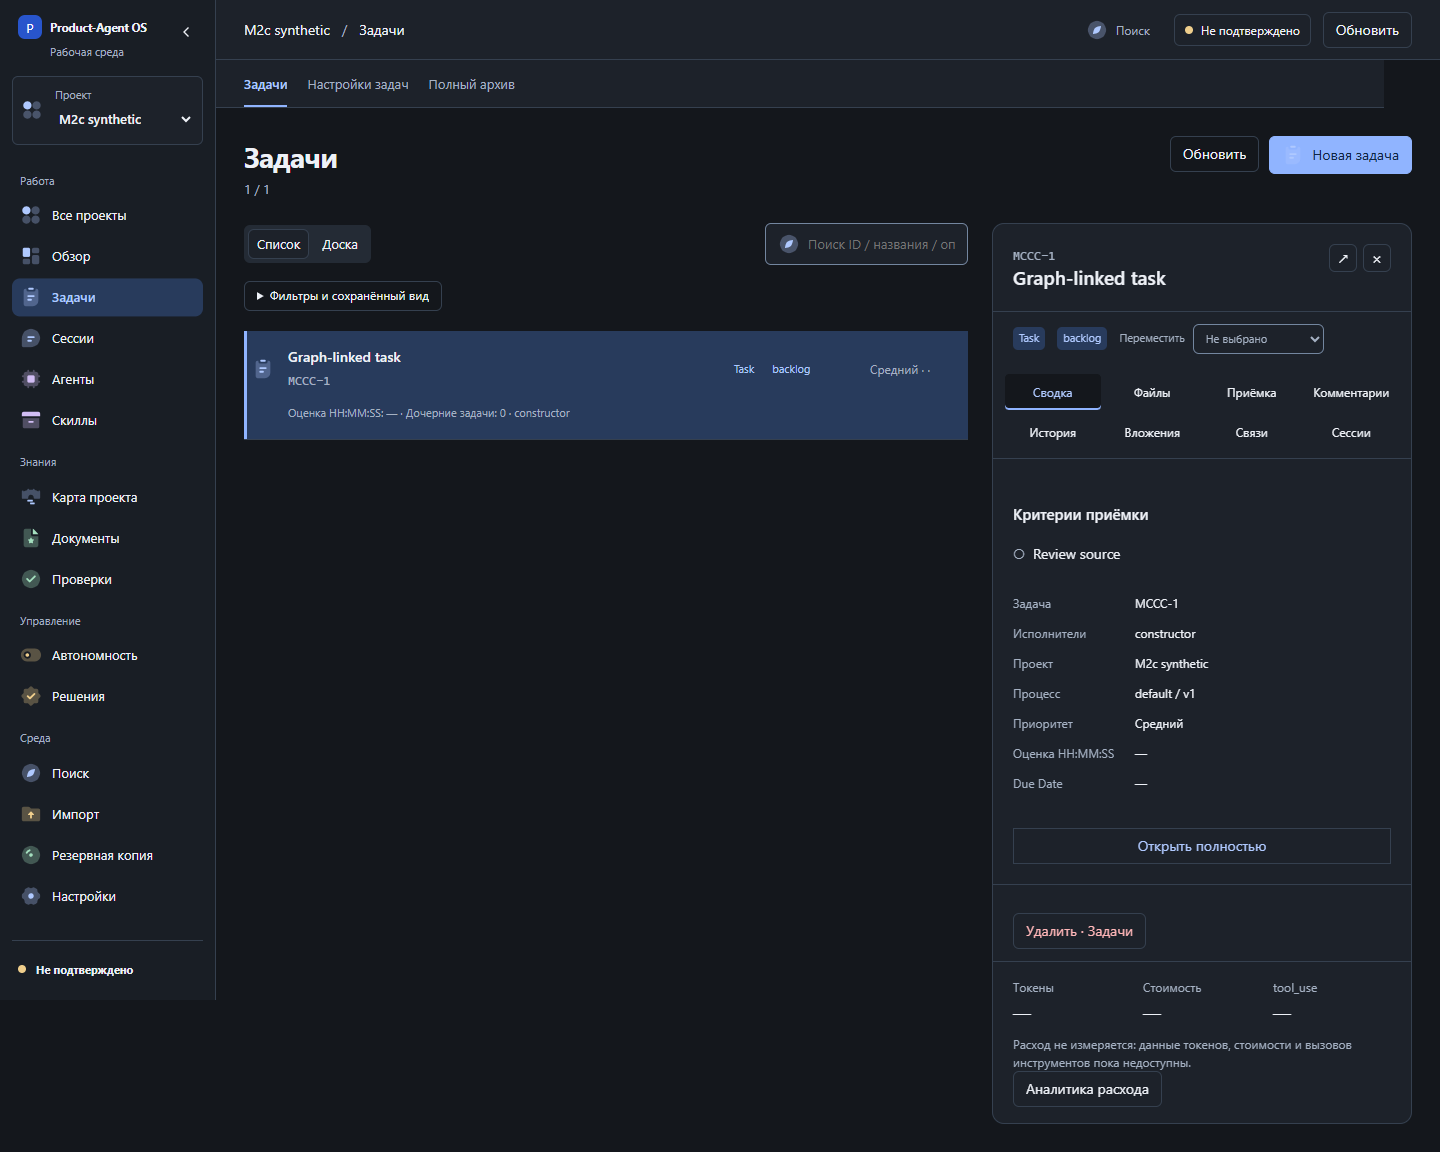 P
Product-Agent OS
Рабочая среда
Проект
M2c synthetic
Работа
Все проекты
Обзор
Задачи
Сессии
Агенты
Скиллы
Знания
Карта проекта
Документы
Проверки
Управление
Автономность
Решения
Среда
Поиск
Импорт
Резервная копия
Настройки
Не подтверждено
M2c synthetic / Задачи
Поиск
Не подтверждено
Обновить
Задачи Настройки задач Полный архив
Задачи
1 / 1
Обновить
Новая задача
Список Доска
Поиск ID / названия / оп
Фильтры и сохранённый вид
Graph-linked task
MCCC-1
Task backlog Средний · ·
Оценка HH:MM:SS: — · Дочерние задачи: 0 · constructor
MCCC-1
Graph-linked task
Task backlog Переместить Не выбрано
Сводка Файлы Приёмка Комментарии
История Вложения Связи Сессии
Критерии приёмки
Review source
Задача MCCC-1
Исполнители constructor
Проект M2c synthetic
Процесс default / v1
Приоритет Средний
Оценка HH:MM:SS —
Due Date —
Открыть полностью
Удалить · Задачи
Токены Стоимость tool_use
— — —
Расход не измеряется: данные токенов, стоимости и вызовов
инструментов пока недоступны.
Аналитика расхода